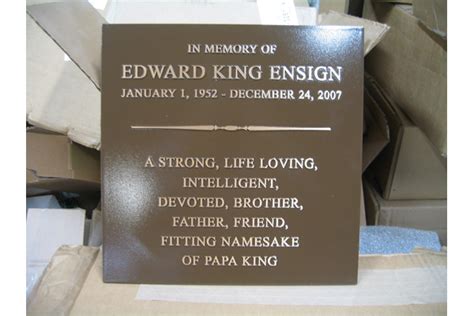 IN MEMORY OF
EDWARD KING ENSIGN
JANUARY 1, 1952 - DECEMBER 24, 2007
A STRONG, LIFE LOVING,
INTELLIGENT,
DEVOTED, BROTHER,
FATHER, FRIEND,
FITTING NAMESAKE
OF PAPA KING